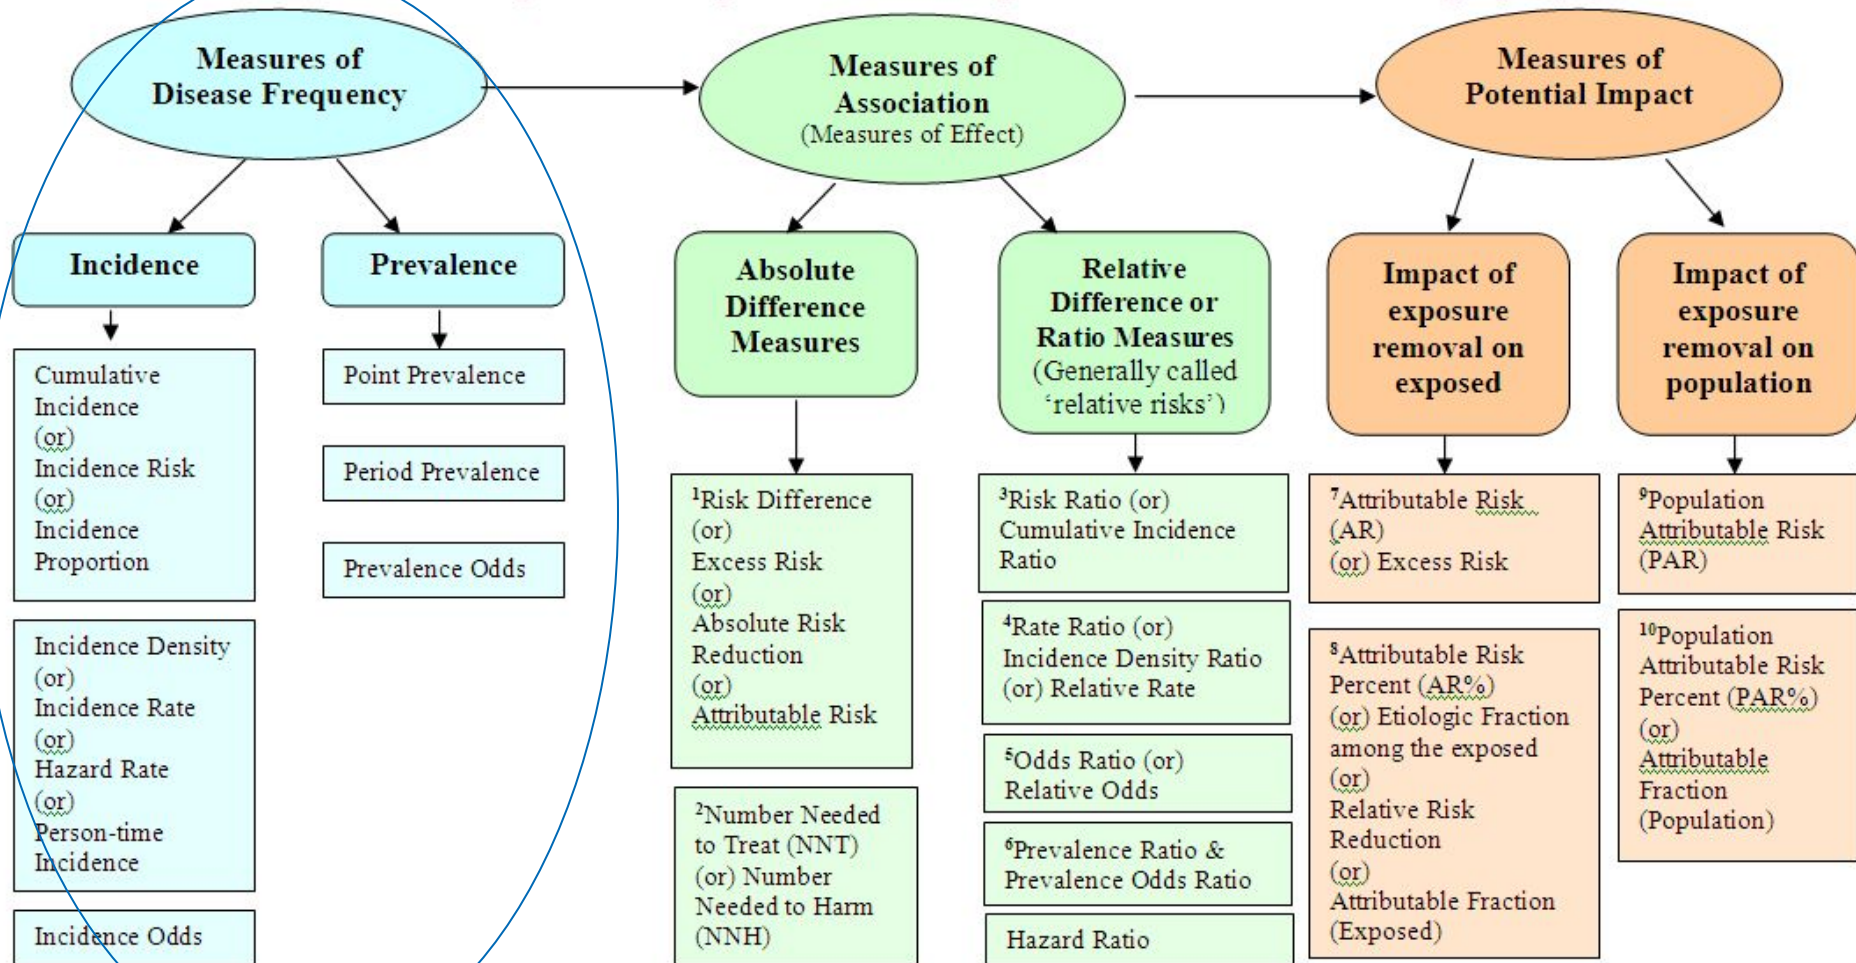 Measures of
Disease Frequency
Measures of
Association
(Measures of Effect)
Measures of
Potential Impact
Incidence
Prevalence
Absolute
Difference
Measures
Relative
Difference or
Ratio Measures
(Generally called
‘relative risks’)
Impact of
exposure
removal on
exposed
Impact of
exposure
removal on
population
Cumulative
Incidence
(or)
Incidence Risk
(or)
Incidence
Proportion
Incidence Density
(or)
Incidence Rate
(or)
Hazard Rate
(or)
Person-time
Incidence
Incidence Odds
Point Prevalence
Period Prevalence
Prevalence Odds
¹Risk Difference
(or)
Excess Risk
(or)
Absolute Risk
Reduction
(or)
Attributable Risk
²Number Needed
to Treat (NNT)
(or) Number
Needed to Harm
(NNH)
³Risk Ratio (or)
Cumulative Incidence
Ratio
⁴Rate Ratio (or)
Incidence Density Ratio
(or) Relative Rate
⁵Odds Ratio (or)
Relative Odds
⁶Prevalence Ratio &
Prevalence Odds Ratio
Hazard Ratio
⁷Attributable Risk
(AR)
(or) Excess Risk
⁸Attributable Risk
Percent (AR%)
(or) Etiologic Fraction
among the exposed
(or)
Relative Risk
Reduction
(or)
Attributable Fraction
(Exposed)
⁹Population
Attributable Risk
(PAR)
¹⁰Population
Attributable Risk
Percent (PAR%)
(or)
Attributable
Fraction
(Population)